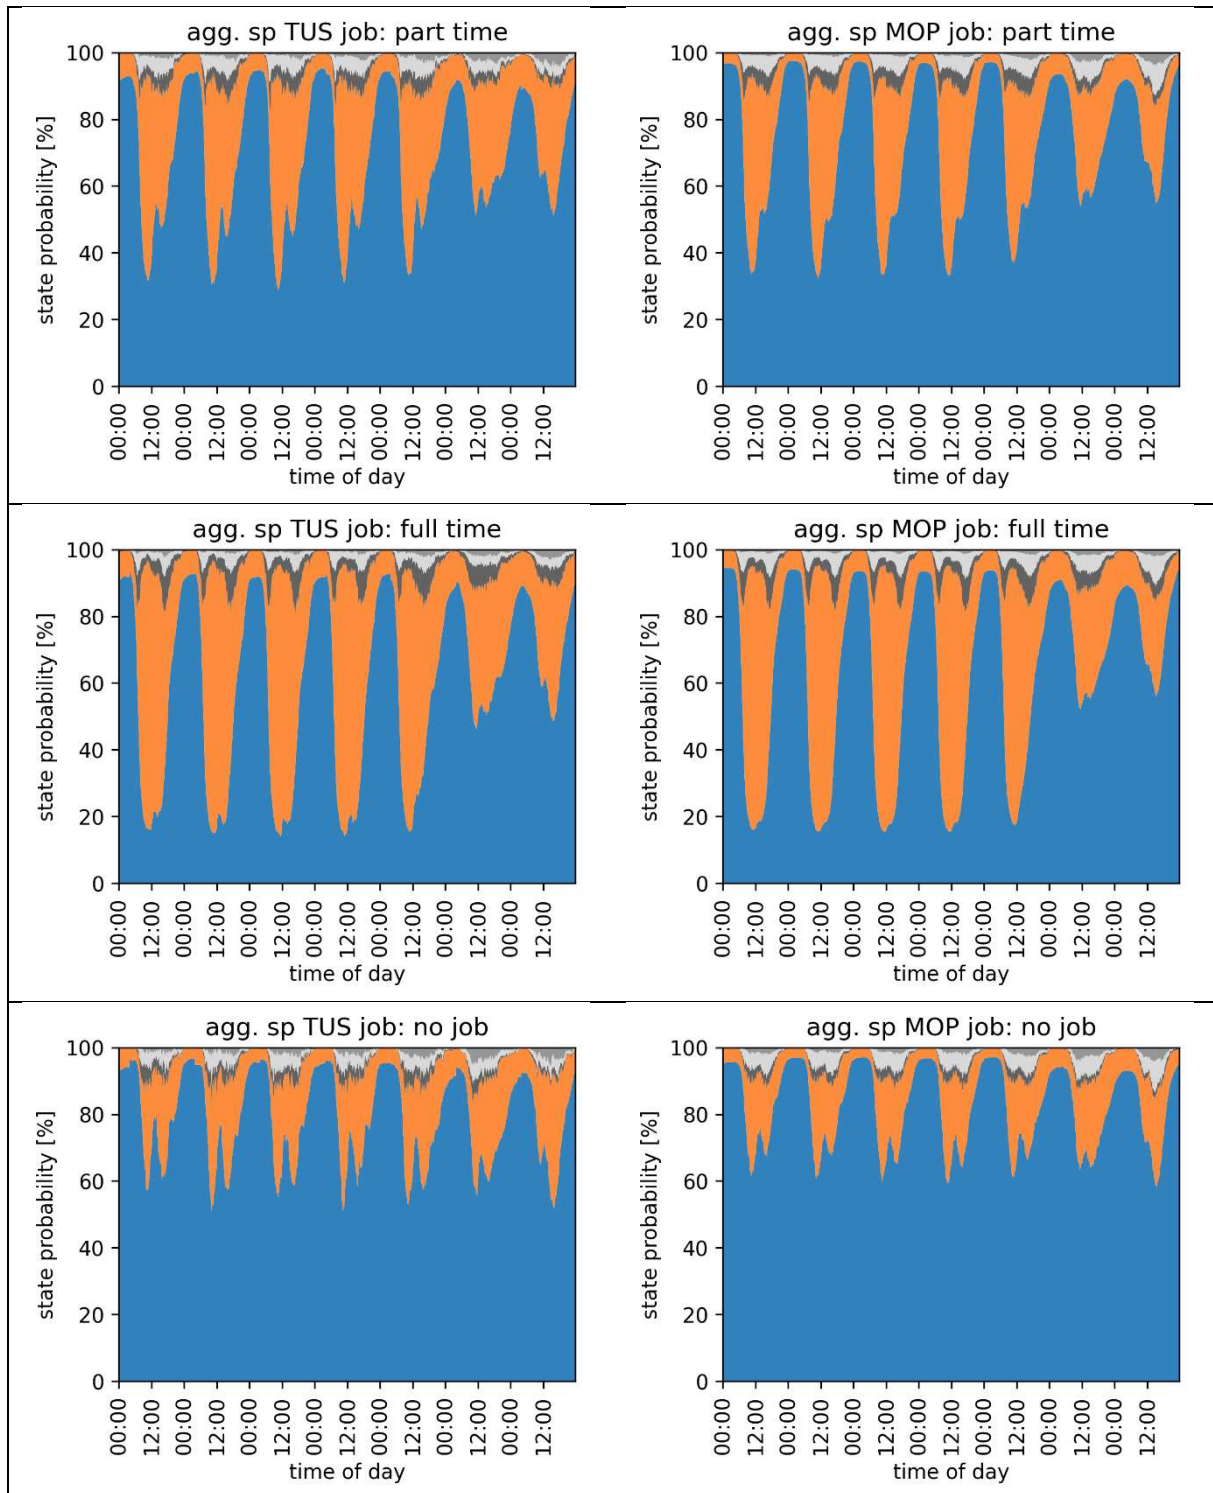 agg. sp TUS job: part time
100
80
60
40
20
0
state probability [%]
00:00 12:00 00:00 12:00 00:00 12:00 00:00 12:00 00:00 12:00 00:00 12:00 00:00 12:00
time of day
agg. sp MOP job: part time
100
80
60
40
20
0
state probability [%]
00:00 12:00 00:00 12:00 00:00 12:00 00:00 12:00 00:00 12:00 00:00 12:00 00:00 12:00
time of day
agg. sp TUS job: full time
100
80
60
40
20
0
state probability [%]
00:00 12:00 00:00 12:00 00:00 12:00 00:00 12:00 00:00 12:00 00:00 12:00 00:00 12:00
time of day
agg. sp MOP job: full time
100
80
60
40
20
0
state probability [%]
00:00 12:00 00:00 12:00 00:00 12:00 00:00 12:00 00:00 12:00 00:00 12:00 00:00 12:00
time of day
agg. sp TUS job: no job
100
80
60
40
20
0
state probability [%]
00:00 12:00 00:00 12:00 00:00 12:00 00:00 12:00 00:00 12:00 00:00 12:00 00:00 12:00
time of day
agg. sp MOP job: no job
100
80
60
40
20
0
state probability [%]
00:00 12:00 00:00 12:00 00:00 12:00 00:00 12:00 00:00 12:00 00:00 12:00 00:00 12:00
time of day